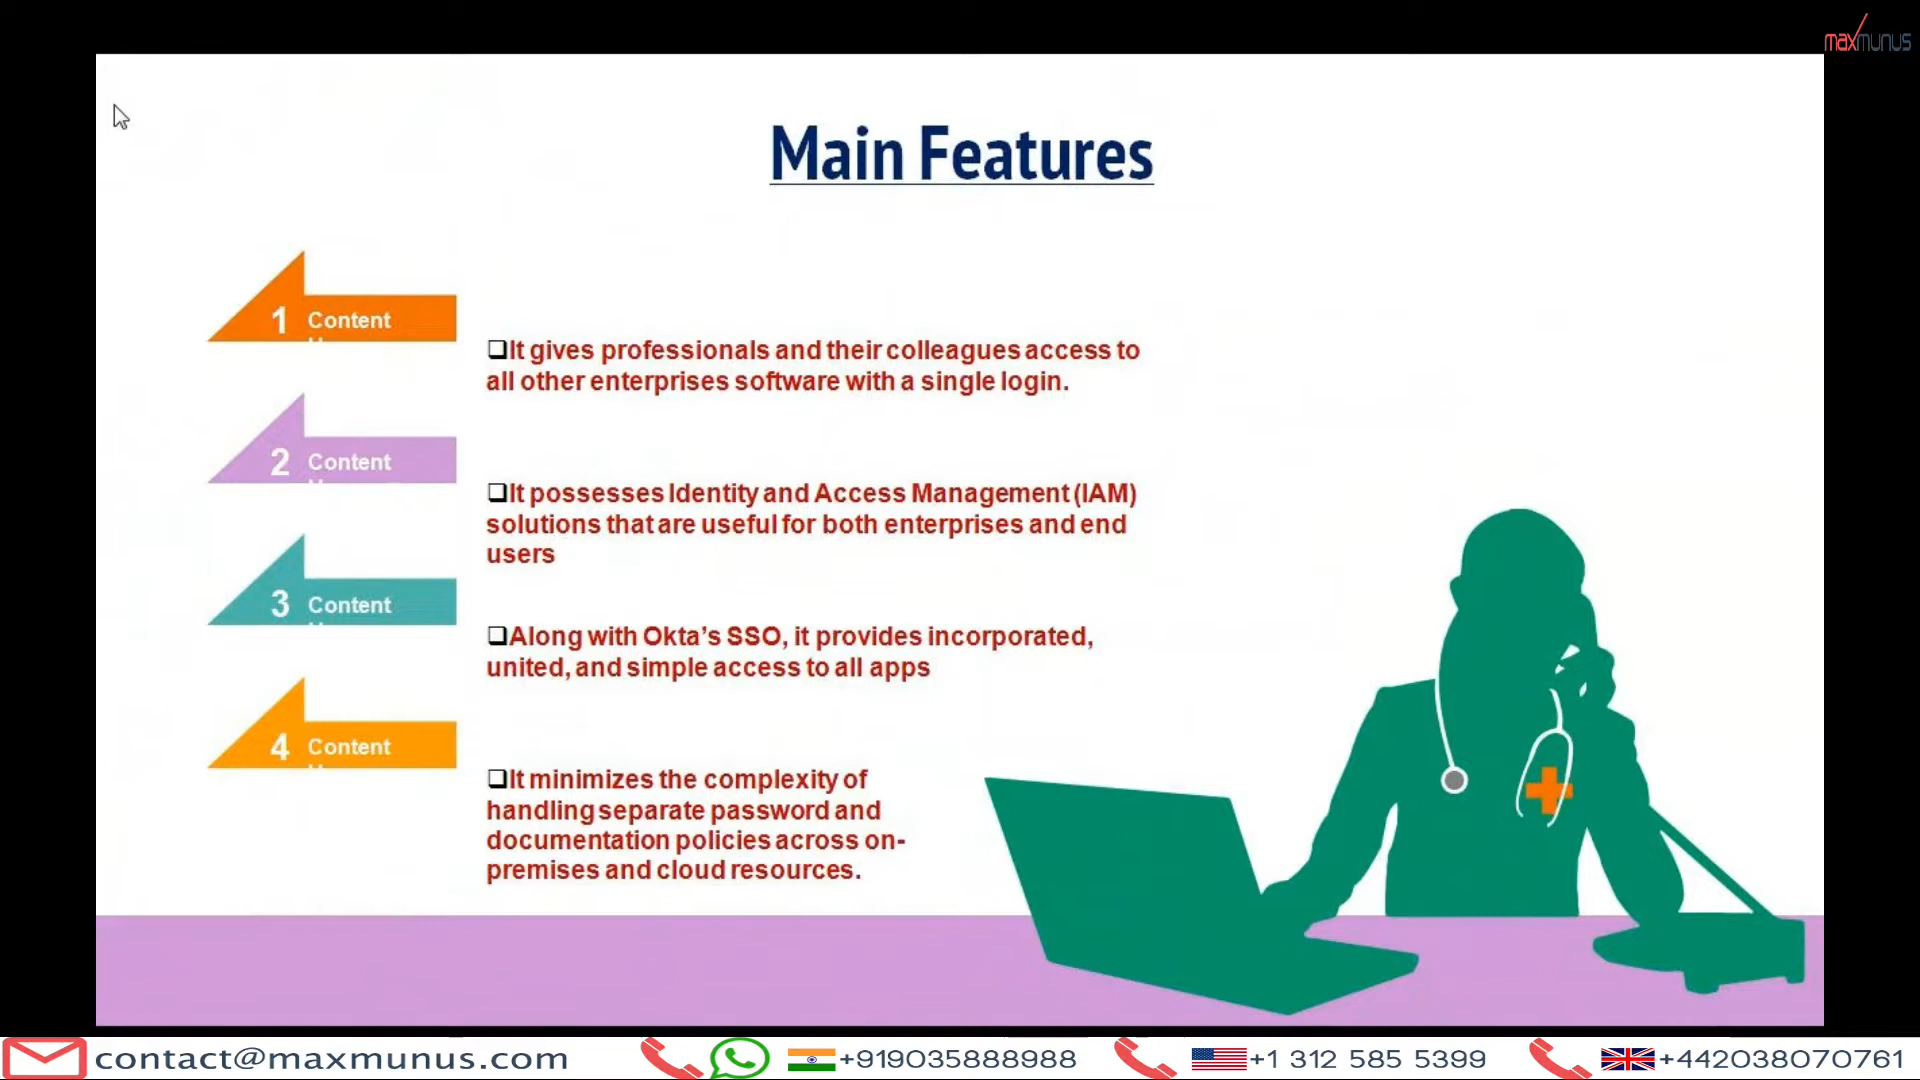 maxmunus
Main Features
1 Content
❑It gives professionals and their colleagues access to
all other enterprises software with a single login.
2 Content
❑It possesses Identity and Access Management (IAM)
solutions that are useful for both enterprises and end
users
3 Content
❑Along with Okta’s SSO, it provides incorporated,
united, and simple access to all apps
4 Content
❑It minimizes the complexity of
handling separate password and
documentation policies across on-
premises and cloud resources.
contact@maxmunus.com +919035888988 +1 312 585 5399 +442038070761